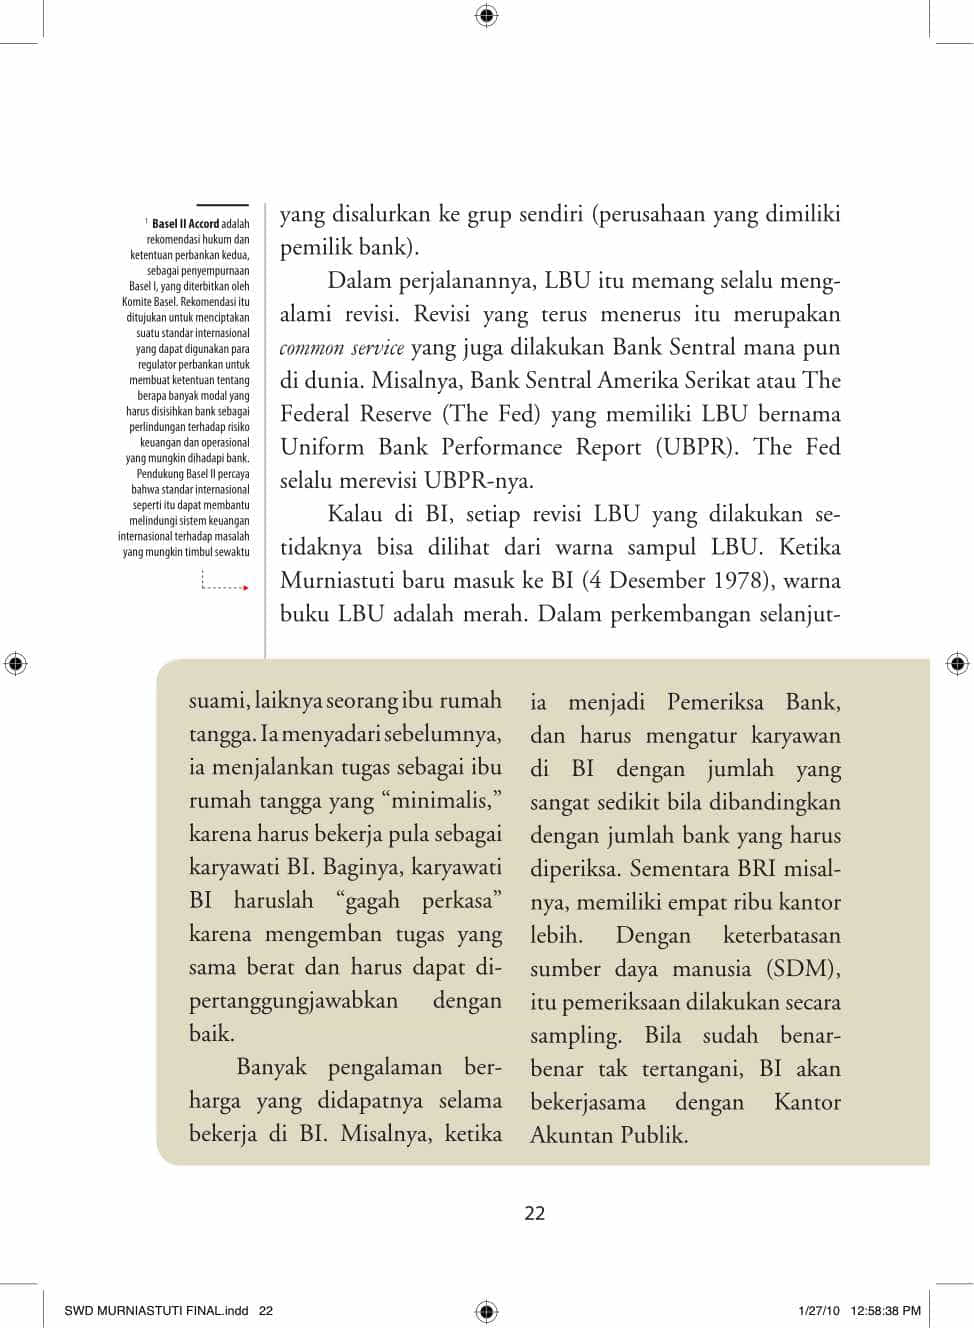 yang disalurkan ke grup sendiri (perusahaan yang dimiliki
pemilik bank).
Dalam perjalanannya, LBU itu memang selalu meng-
alami revisi. Revisi yang terus menerus itu merupakan
common service yang juga dilakukan Bank Sentral mana pun
di dunia. Misalnya, Bank Sentral Amerika Serikat atau The
Federal Reserve (The Fed) yang memiliki LBU bernama
Uniform Bank Performance Report (UBPR). The Fed
selalu merevisi UBPR-nya.
Kalau di BI, setiap revisi LBU yang dilakukan se-
tidaknya bisa dilihat dari warna sampul LBU. Ketika
Murniastuti baru masuk ke BI (4 Desember 1978), warna
buku LBU adalah merah. Dalam perkembangan selanjut-
1 Basel II Accord adalah
rekomendasi hukum dan
ketentuan perbankan kedua,
sebagai penyempurnaan
Basel I, yang diterbitkan oleh
Komite Basel. Rekomendasi itu
ditujukan untuk menciptakan
suatu standar internasional
yang dapat digunakan para
regulator perbankan untuk
membuat ketentuan tentang
berapa banyak modal yang
harus disisihkan bank sebagai
perlindungan terhadap risiko
keuangan dan operasional
yang mungkin dihadapi bank.
Pendukung Basel II percaya
bahwa standar internasional
seperti itu dapat membantu
melindungi sistem keuangan
internasional terhadap masalah
yang mungkin timbul sewaktu
suami, laiknya seorang ibu rumah
tangga. Ia menyadari sebelumnya,
ia menjalankan tugas sebagai ibu
rumah tangga yang “minimalis,”
karena harus bekerja pula sebagai
karyawati BI. Baginya, karyawati
BI haruslah “gagah perkasa”
karena mengemban tugas yang
sama berat dan harus dapat di-
pertanggungjawabkan dengan
baik.
Banyak pengalaman ber-
harga yang didapatnya selama
bekerja di BI. Misalnya, ketika
ia menjadi Pemeriksa Bank,
dan harus mengatur karyawan
di BI dengan jumlah yang
sangat sedikit bila dibandingkan
dengan jumlah bank yang harus
diperiksa. Sementara BRI misal-
nya, memiliki empat ribu kantor
lebih. Dengan keterbatasan
sumber daya manusia (SDM),
itu pemeriksaan dilakukan secara
sampling. Bila sudah benar-
benar tak tertangani, BI akan
bekerjasama dengan Kantor
Akuntan Publik.
22
SWD MURNIASTUTI FINAL.indd 22
1/27/10 12:58:38 PM